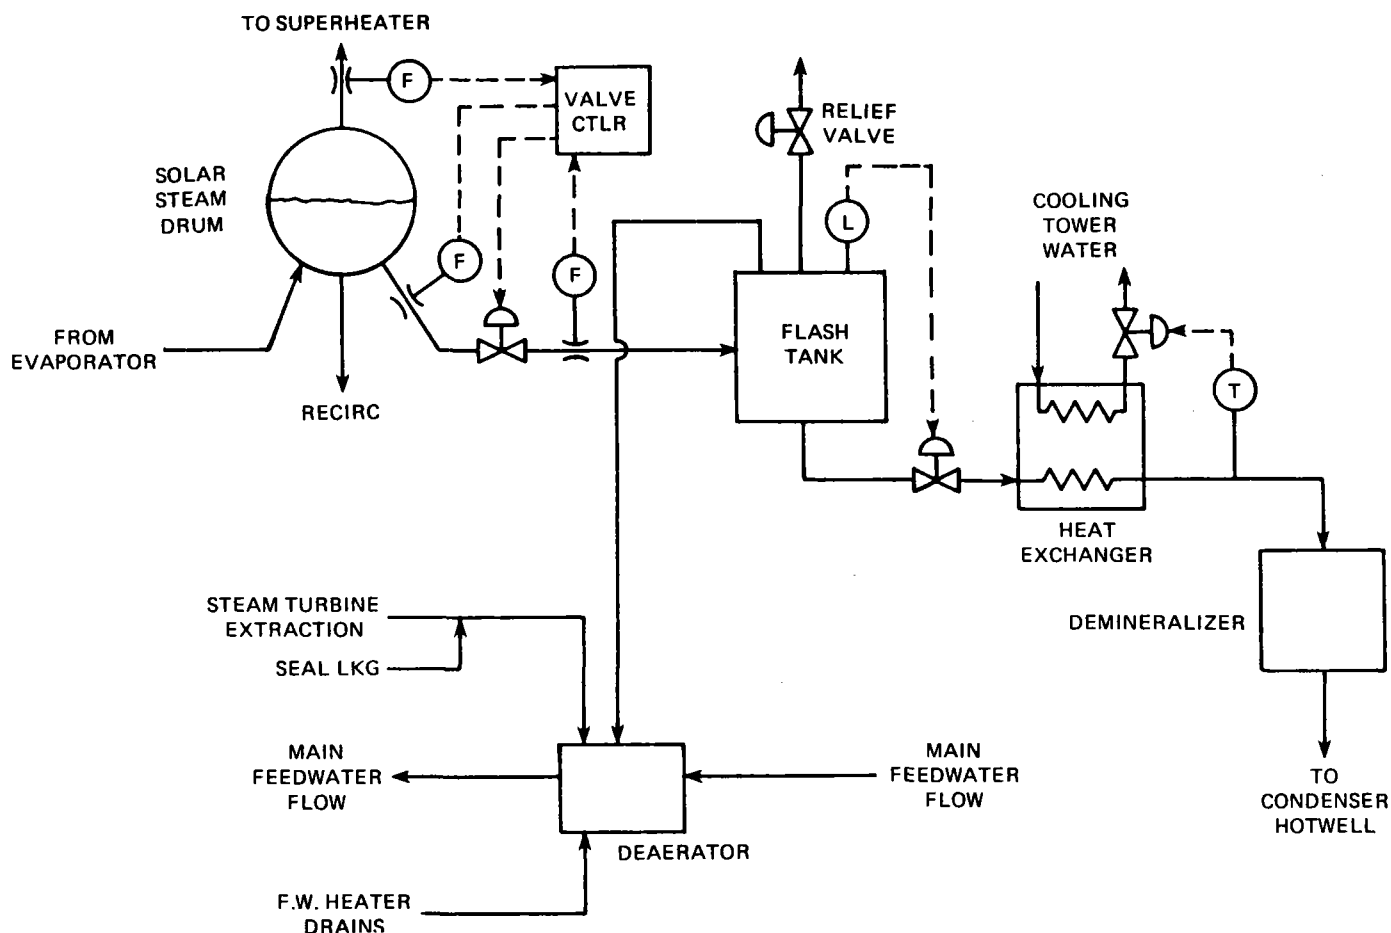 TO SUPERHEATER
F
VALVE
CTLR
RELIEF
VALVE
SOLAR
STEAM
DRUM
L
COOLING
TOWER
WATER
F
F
FROM
EVAPORATOR
FLASH
TANK
T
RECIRC
HEAT
EXCHANGER
STEAM TURBINE
EXTRACTION
SEAL LKG
DEMINERALIZER
MAIN
FEEDWATER
FLOW
MAIN
FEEDWATER
FLOW
TO
CONDENSER
HOTWELL
DEAERATOR
F.W. HEATER
DRAINS